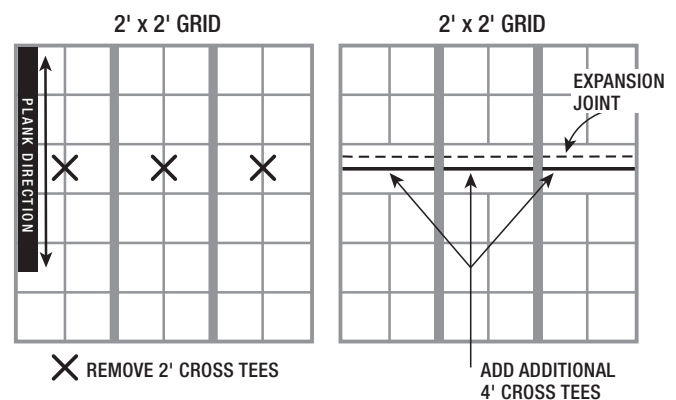 2' x 2' GRID
PLANK DIRECTION
REMOVE 2' CROSS TEES
2' x 2' GRID
EXPANSION
JOINT
ADD ADDITIONAL
4' CROSS TEES